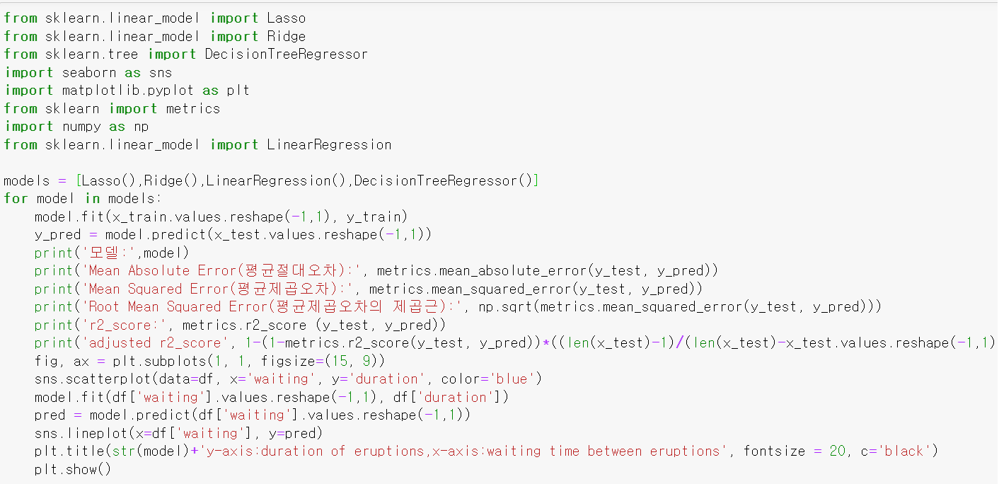 from sklearn.linear_model import Lasso
from sklearn.linear_model import Ridge
from sklearn.tree import DecisionTreeRegressor
import seaborn as sns
import matplotlib.pyplot as plt
from sklearn import metrics
import numpy as np
from sklearn.linear_model import LinearRegression

models = [Lasso(),Ridge(),LinearRegression(),DecisionTreeRegressor()]
for model in models:
    model.fit(x_train.values.reshape(-1,1), y_train)
    y_pred = model.predict(x_test.values.reshape(-1,1))
    print('모델:',model)
    print('Mean Absolute Error(평균절대오차):', metrics.mean_absolute_error(y_test, y_pred))
    print('Mean Squared Error(평균제곱오차):', metrics.mean_squared_error(y_test, y_pred))
    print('Root Mean Squared Error(평균제곱오차의 제곱근):', np.sqrt(metrics.mean_squared_error(y_test, y_pred)))
    print('r2_score:', metrics.r2_score (y_test, y_pred))
    print('adjusted r2_score', 1-(1-metrics.r2_score(y_test, y_pred))*((len(x_test)-1)/(len(x_test)-x_test.values.reshape(-1,1)
    fig, ax = plt.subplots(1, 1, figsize=(15, 9))
    sns.scatterplot(data=df, x='waiting', y='duration', color='blue')
    model.fit(df['waiting'].values.reshape(-1,1), df['duration'])
    pred = model.predict(df['waiting'].values.reshape(-1,1))
    sns.lineplot(x=df['waiting'], y=pred)
    plt.title(str(model)+'y-axis:duration of eruptions,x-axis:waiting time between eruptions', fontsize = 20, c='black')
    plt.show()